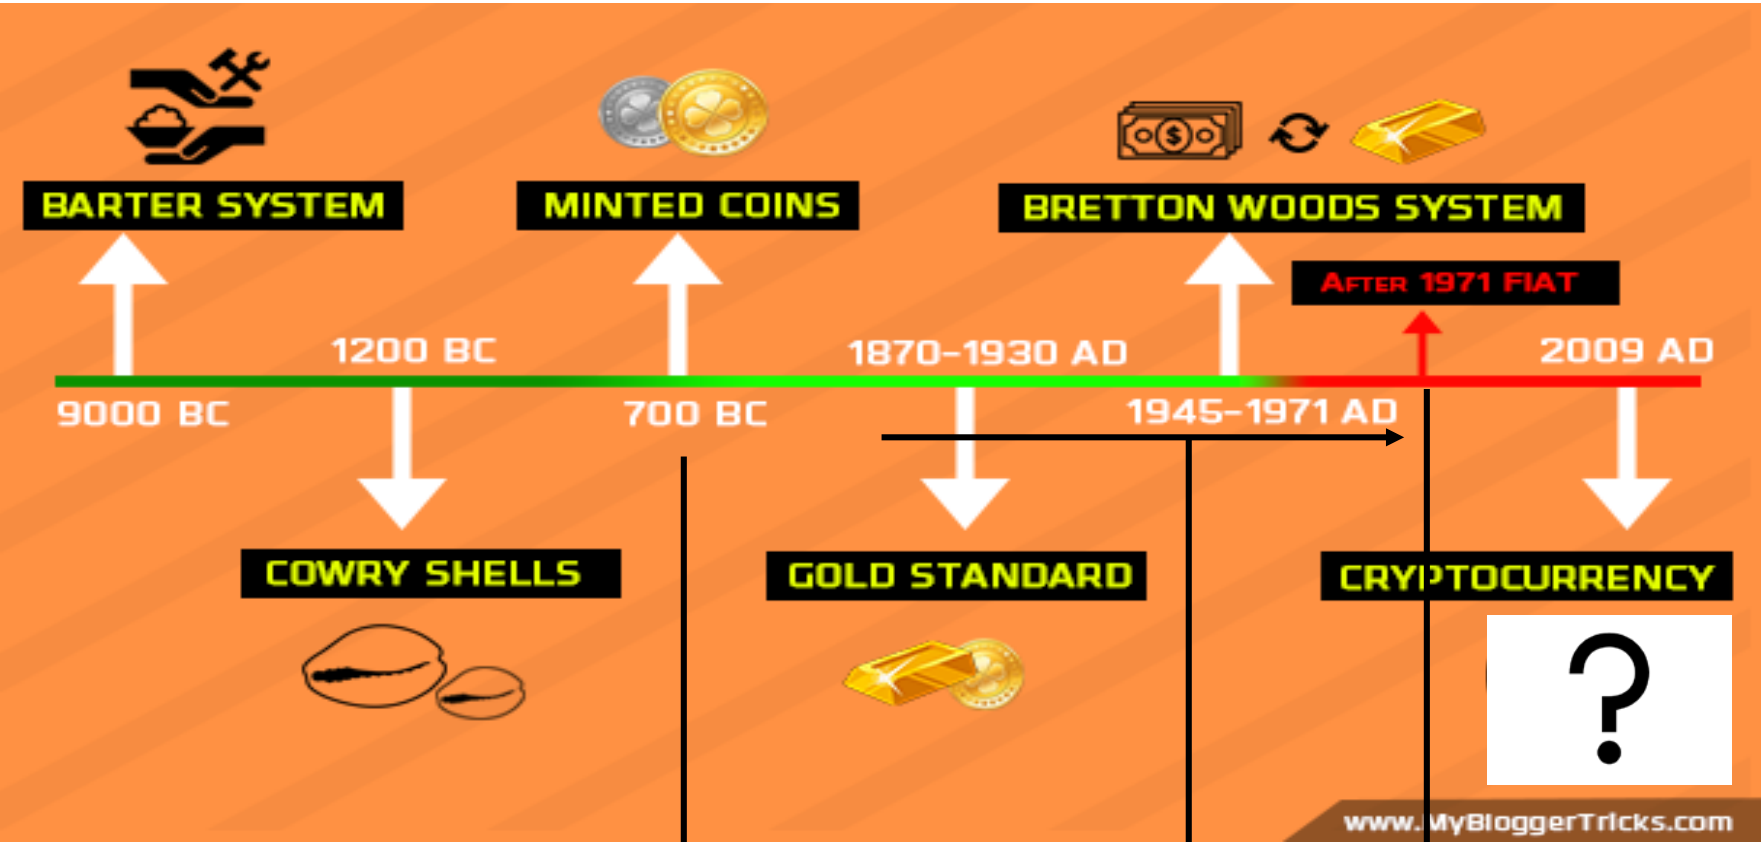 BARTER SYSTEM
MINTED COINS
BRETTON WOODS SYSTEM
AFTER 1971 FIAT
1200 BC
1870-1930 AD
2009 AD
9000 BC
700 BC
1945-1971 AD
COWRY SHELLS
GOLD STANDARD
CRYPTOCURRENCY
?
www.MyBloggerTricks.com